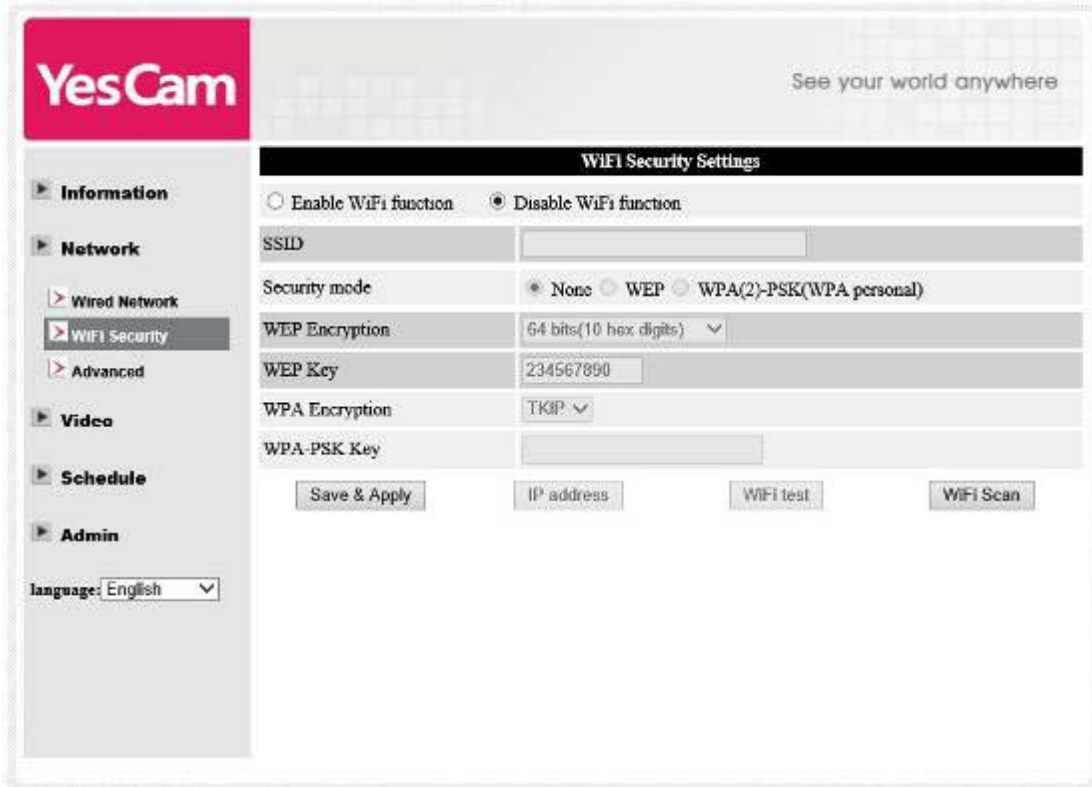 YesCam
See your world anywhere
Information
Network
Wired Network
WiFi Security
Advanced
Video
Schedule
Admin
language: English
WiFi Security Settings
Enable WiFi function Disable WiFi function
SSID
Security mode None WEP WPA(2)-PSK(WPA personal)
WEP Encryption 64 bits(10 hex digits)
WEP Key 234567890
WPA Encryption TKIP
WPA-PSK Key
Save & Apply IP address WiFi test WiFi Scan